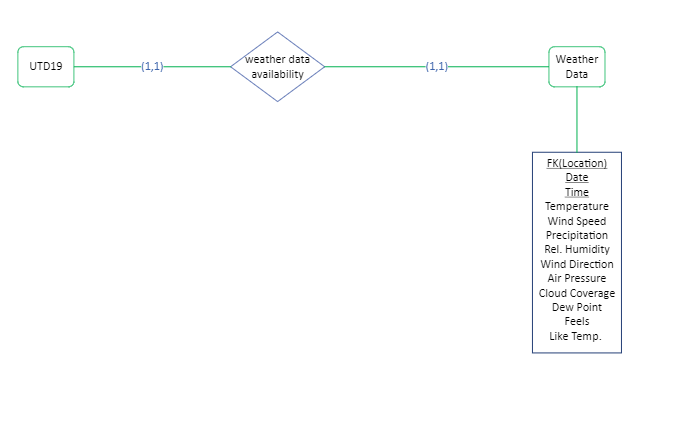 UTD19
(1,1)
weather data
availability
(1,1)
Weather
Data
FK(Location)
Date
Time
Temperature
Wind Speed
Precipitation
Rel. Humidity
Wind Direction
Air Pressure
Cloud Coverage
Dew Point
Feels
Like Temp.